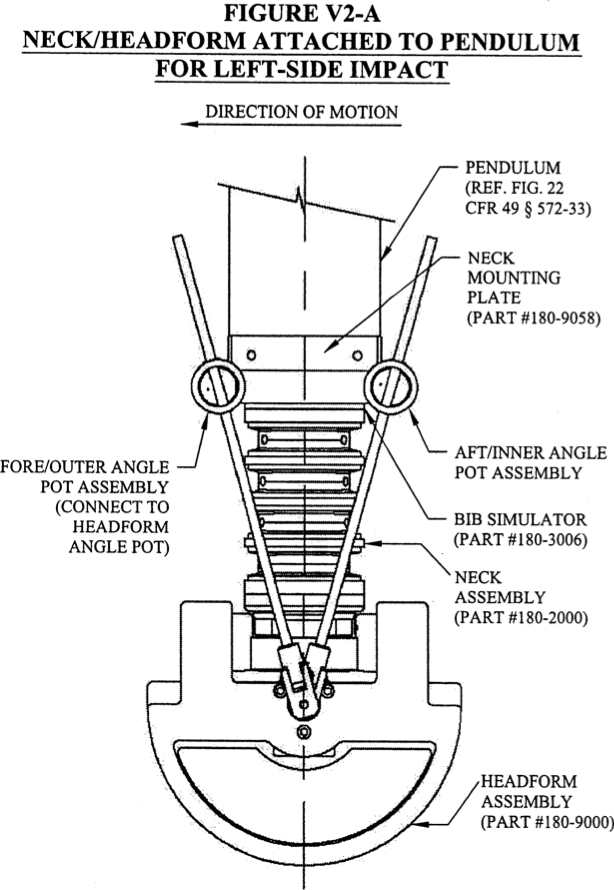 FIGURE V2-A
NECK/HEADFORM ATTACHED TO PENDULUM
FOR LEFT-SIDE IMPACT
DIRECTION OF MOTION
PENDULUM
(REF. FIG. 22
CFR 49 § 572-33)
NECK
MOUNTING
PLATE
(PART #180-9058)
FORE/OUTER ANGLE
POT ASSEMBLY
(CONNECT TO
HEADFORM
ANGLE POT)
AFT/INNER ANGLE
POT ASSEMBLY
BIB SIMULATOR
(PART #180-3006)
NECK
ASSEMBLY
(PART #180-2000)
HEADFORM
ASSEMBLY
(PART #180-9000)